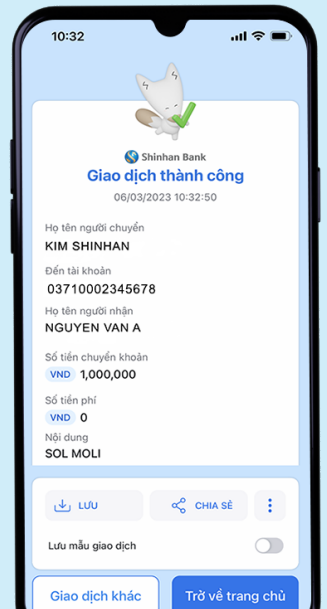 10:32
Shinhan Bank
Giao dịch thành công
06/03/2023 10:32:50
Họ tên người chuyển
KIM SHINHAN
Đến tài khoản
03710002345678
Họ tên người nhận
NGUYEN VAN A
Số tiền chuyển khoản
VND 1,000,000
Số tiền phí
VND 0
Nội dung
SOL MOLI
LƯU
CHIA SẺ
Lưu mẫu giao dịch
Giao dịch khác
Trở về trang chủ